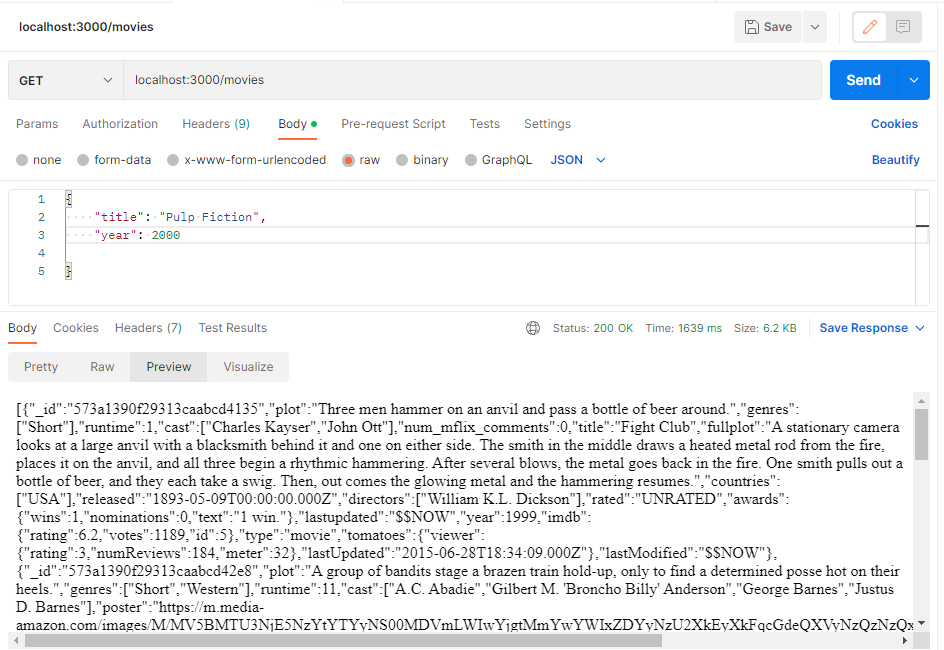 localhost:3000/movies
Save
GET
localhost:3000/movies
Send
Params Authorization Headers (9) Body Pre-request Script Tests Settings Cookies
none form-data x-www-form-urlencoded raw binary GraphQL JSON Beautify
1 {
2 ····"title":·"Pulp·Fiction",
3 ····"year":·2000
4
5 }
Body Cookies Headers (7) Test Results Status: 200 OK Time: 1639 ms Size: 6.2 KB Save Response
Pretty Raw Preview Visualize
[{"_id":"573a1390f29313caabcd4135","plot":"Three men hammer on an anvil and pass a bottle of beer around.","genres":
["Short"],"runtime":1,"cast":["Charles Kayser","John Ott"],"num_mflix_comments":0,"title":"Fight Club","fullplot":"A stationary camera
looks at a large anvil with a blacksmith behind it and one on either side. The smith in the middle draws a heated metal rod from the fire,
places it on the anvil, and all three begin a rhythmic hammering. After several blows, the metal goes back in the fire. One smith pulls out a
bottle of beer, and they each take a swig. Then, out comes the glowing metal and the hammering resumes.","countries":
["USA"],"released":"1893-05-09T00:00:00.000Z","directors":["William K.L. Dickson"],"rated":"UNRATED","awards":
{"wins":1,"nominations":0,"text":"1 win."},"lastupdated":"$$NOW","year":1999,"imdb":
{"rating":6.2,"votes":1189,"id":5},"type":"movie","tomatoes":{"viewer":
{"rating":3,"numReviews":184,"meter":32},"lastUpdated":"2015-06-28T18:34:09.000Z"},"lastModified":"$$NOW"},
{"_id":"573a1390f29313caabcd42e8","plot":"A group of bandits stage a brazen train hold-up, only to find a determined posse hot on their
heels.","genres":["Short","Western"],"runtime":11,"cast":["A.C. Abadie","Gilbert M. 'Broncho Billy' Anderson","George Barnes","Justus
D. Barnes"],"poster":"https://m.media-
amazon.com/images/M/MV5BMTU3NjE5NzYtYTYyNS00MDVmLWIwYjgtMmYwYWIxZDYyNzU2XkEyXkFqcGdeQXVyNzQzNzQx